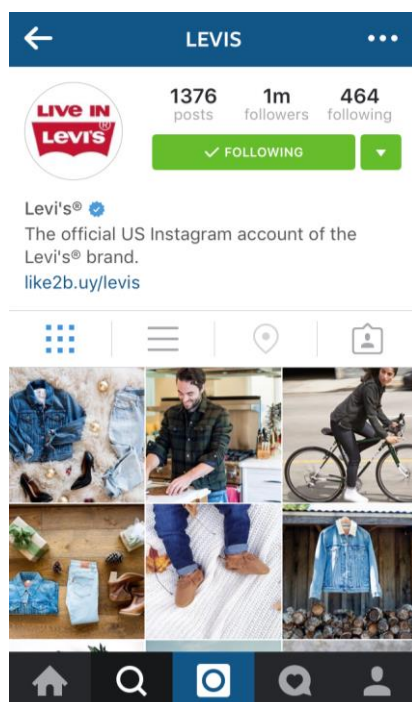 LEVIS
LIVE IN
LEVI'S®
1376 1m 464
posts followers following
FOLLOWING
Levi's®
The official US Instagram account of the
Levi's® brand.
like2b.uy/levis